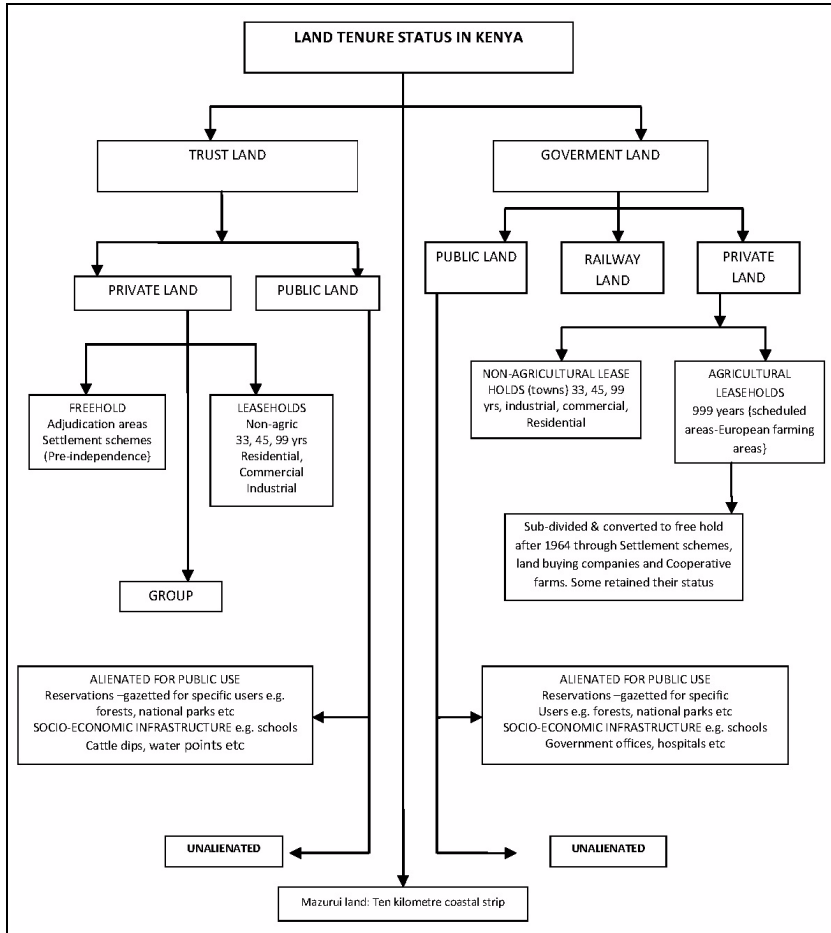 LAND TENURE STATUS IN KENYA
TRUST LAND
GOVERMENT LAND
PRIVATE LAND
PUBLIC LAND
PUBLIC LAND
RAILWAY
LAND
PRIVATE
LAND
FREEHOLD
Adjudication areas
Settlement schemes
(Pre-independence}
LEASEHOLDS
Non-agric
33, 45, 99 yrs
Residential,
Commercial
Industrial
NON-AGRICULTURAL LEASE
HOLDS (towns) 33, 45, 99
yrs, industrial, commercial,
Residential
AGRICULTURAL
LEASEHOLDS
999 years (scheduled
areas-European farming
areas}
Sub-divided & converted to free hold
after 1964 through Settlement schemes,
land buying companies and Cooperative
farms. Some retained their status
GROUP
ALIENATED FOR PUBLIC USE
Reservations –gazetted for specific users e.g.
forests, national parks etc
SOCIO-ECONOMIC INFRASTRUCTURE e.g. schools
Cattle dips, water points etc
ALIENATED FOR PUBLIC USE
Reservations –gazetted for specific
Users e.g. forests, national parks etc
SOCIO-ECONOMIC INFRASTRUCTURE e.g. schools
Government offices, hospitals etc
UNALIENATED
UNALIENATED
Mazurui land: Ten kilometre coastal strip